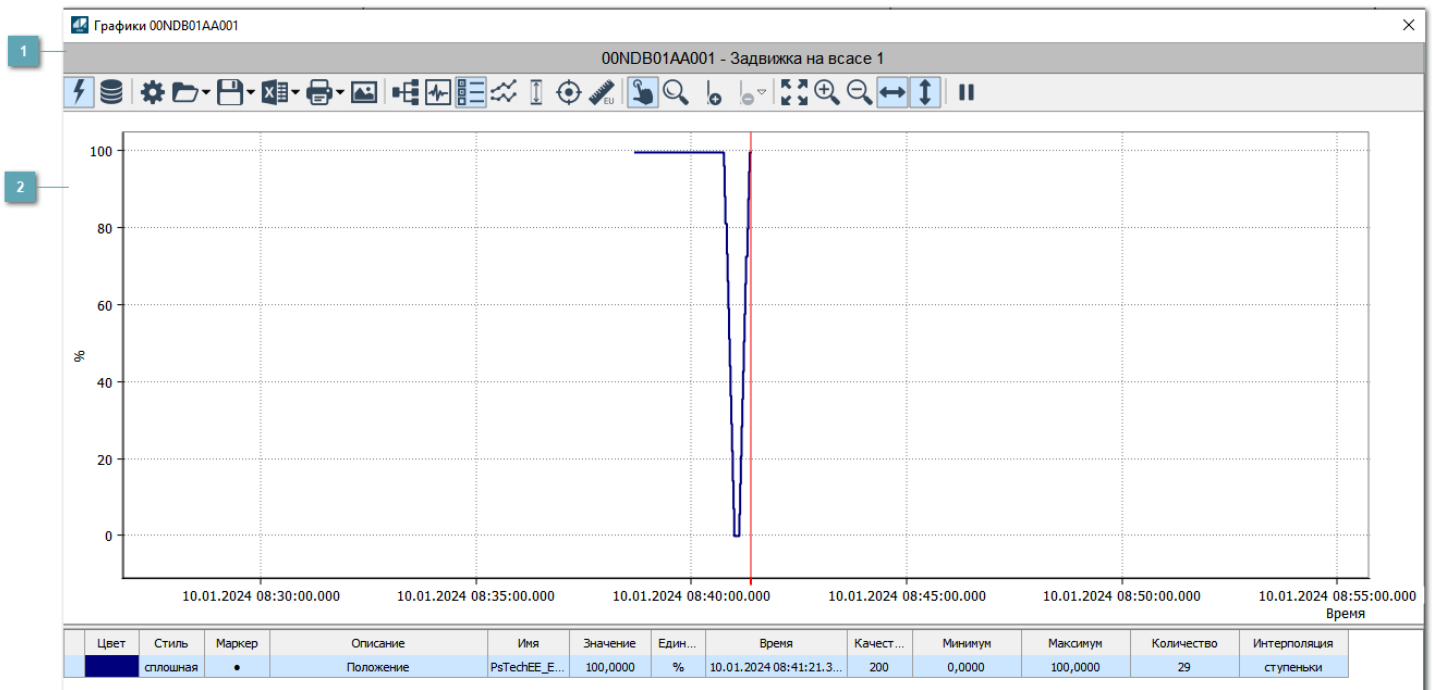 Графики 00NDB01AA001
1
00NDB01AA001 - Задвижка на всасе 1
EU
2
100
80
60
40
20
0
%
10.01.2024 08:30:00.000 10.01.2024 08:35:00.000 10.01.2024 08:40:00.000 10.01.2024 08:45:00.000 10.01.2024 08:50:00.000 10.01.2024 08:55:00.000
Время
Цвет Стиль Маркер Описание Имя Значение Един... Время Качест... Минимум Максимум Количество Интерполяция
сплошная Положение PsTechEE_E... 100,0000 % 10.01.2024 08:41:21.3... 200 0,0000 100,0000 29 ступеньки